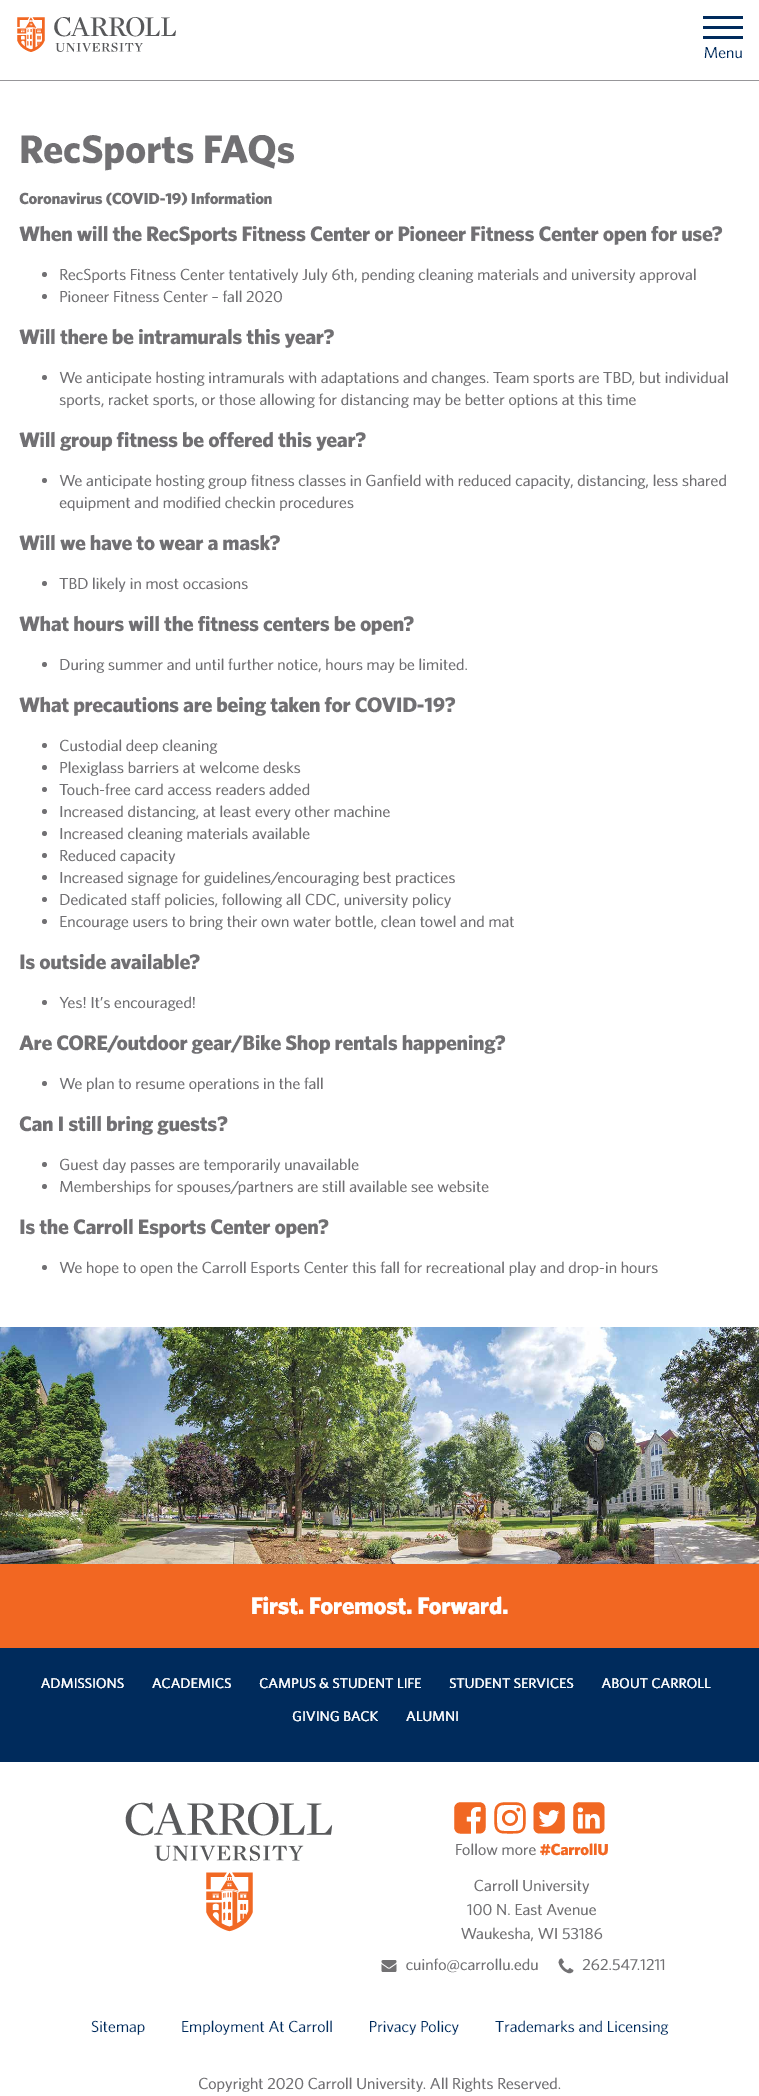 CARROLL
UNIVERSITY
Menu
RecSports FAQs
Coronavirus (COVID-19) Information
When will the RecSports Fitness Center or Pioneer Fitness Center open for use?
• RecSports Fitness Center tentatively July 6th, pending cleaning materials and university approval
• Pioneer Fitness Center – fall 2020
Will there be intramurals this year?
• We anticipate hosting intramurals with adaptations and changes. Team sports are TBD, but individual
sports, racket sports, or those allowing for distancing may be better options at this time
Will group fitness be offered this year?
• We anticipate hosting group fitness classes in Ganfield with reduced capacity, distancing, less shared
equipment and modified checkin procedures
Will we have to wear a mask?
• TBD likely in most occasions
What hours will the fitness centers be open?
• During summer and until further notice, hours may be limited.
What precautions are being taken for COVID-19?
• Custodial deep cleaning
• Plexiglass barriers at welcome desks
• Touch-free card access readers added
• Increased distancing, at least every other machine
• Increased cleaning materials available
• Reduced capacity
• Increased signage for guidelines/encouraging best practices
• Dedicated staff policies, following all CDC, university policy
• Encourage users to bring their own water bottle, clean towel and mat
Is outside available?
• Yes! It’s encouraged!
Are CORE/outdoor gear/Bike Shop rentals happening?
• We plan to resume operations in the fall
Can I still bring guests?
• Guest day passes are temporarily unavailable
• Memberships for spouses/partners are still available see website
Is the Carroll Esports Center open?
• We hope to open the Carroll Esports Center this fall for recreational play and drop-in hours
First. Foremost. Forward.
ADMISSIONS ACADEMICS CAMPUS & STUDENT LIFE STUDENT SERVICES ABOUT CARROLL
GIVING BACK ALUMNI
CARROLL
UNIVERSITY
Follow more #CarrollU
Carroll University
100 N. East Avenue
Waukesha, WI 53186
cuinfo@carrollu.edu 262.547.1211
Sitemap Employment At Carroll Privacy Policy Trademarks and Licensing
Copyright 2020 Carroll University. All Rights Reserved.